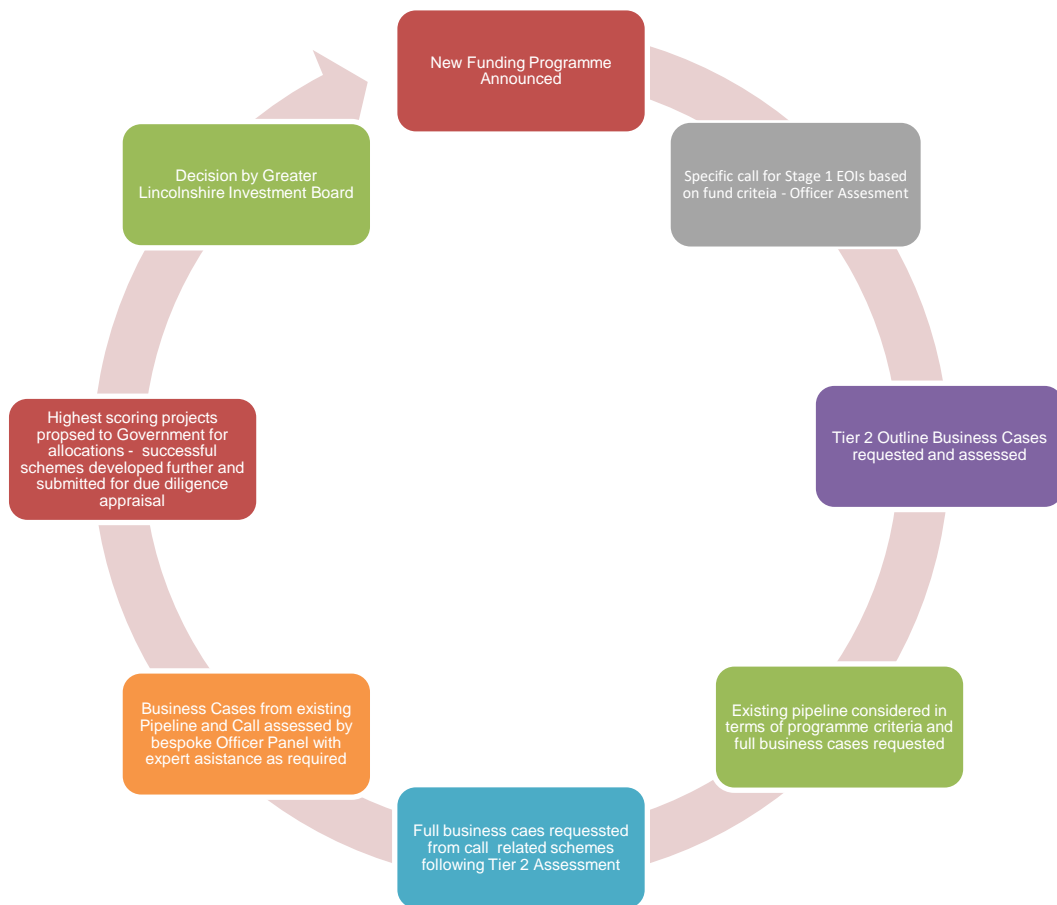 New Funding Programme
Announced
Specific call for Stage 1 EOIs based
on fund criteia - Officer Assesment
Tier 2 Outline Business Cases
requested and assessed
Existing pipeline considered in
terms of programme criteria and
full business cases requested
Full business caes requessted
from call  related schemes
following Tier 2 Assessment
Business Cases from existing
Pipeline and Call assessed by
bespoke Officer Panel with
expert asistance as required
Highest scoring projects
propsed to Government for
allocations -  successful
schemes developed further and
submitted for due diligence
appraisal
Decision by Greater
Lincolnshire Investment Board